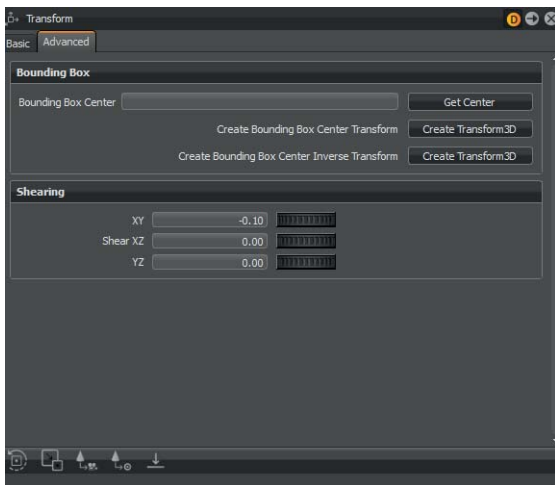 Transform
D
Basic Advanced
Bounding Box
Bounding Box Center Get Center
Create Bounding Box Center Transform Create Transform3D
Create Bounding Box Center Inverse Transform Create Transform3D
Shearing
XY -0.10
Shear XZ 0.00
YZ 0.00